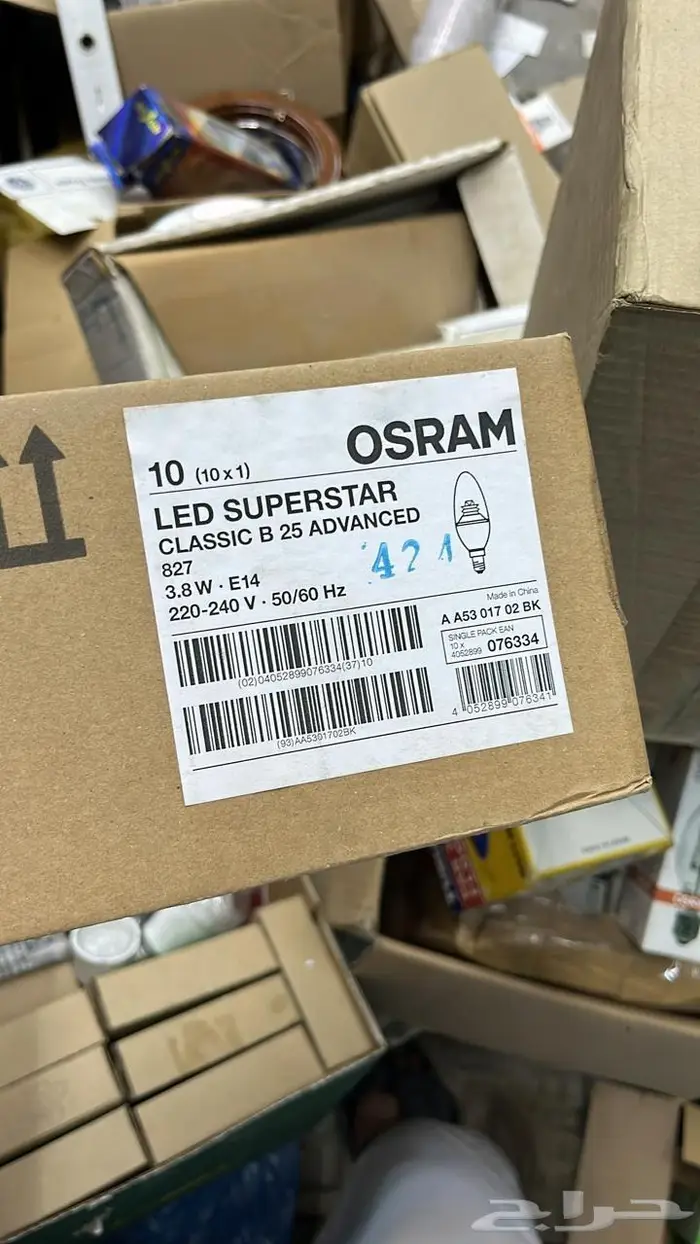 OSRAM
10 (10 x 1)
LED SUPERSTAR
CLASSIC B 25 ADVANCED
827
3.8 W · E14
220-240 V · 50/60 Hz
421
Made in China
A A53 017 02 BK
SINGLE PACK EAN
10 x
4052899 076334
(02)04052899076334(37)10
(93)AA5301702BK
4 052899 076341
حراج